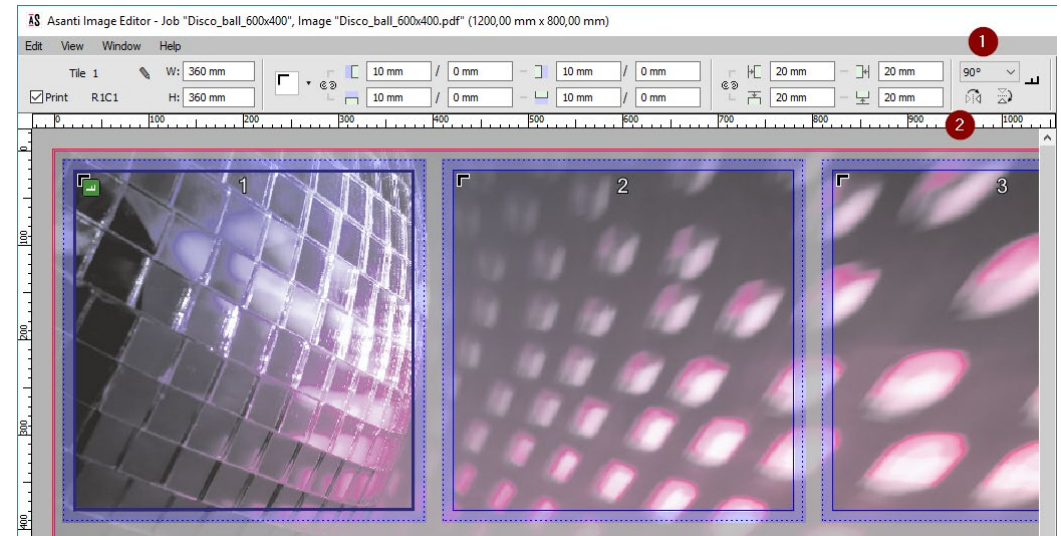 Asanti Image Editor - Job "Disco_ball_600x400", Image "Disco_ball_600x400.pdf" (1200,00 mm x 800,00 mm)
Edit View Window Help
1
Tile 1 W: 360 mm 10 mm / 0 mm 10 mm / 0 mm 20 mm 20 mm 90°
Print R1C1 H: 360 mm 10 mm / 0 mm 10 mm / 0 mm 20 mm 20 mm
2
0 100 200 300 400 500 600 700 800 900 1000
0
1 2 3
100
200
300
400